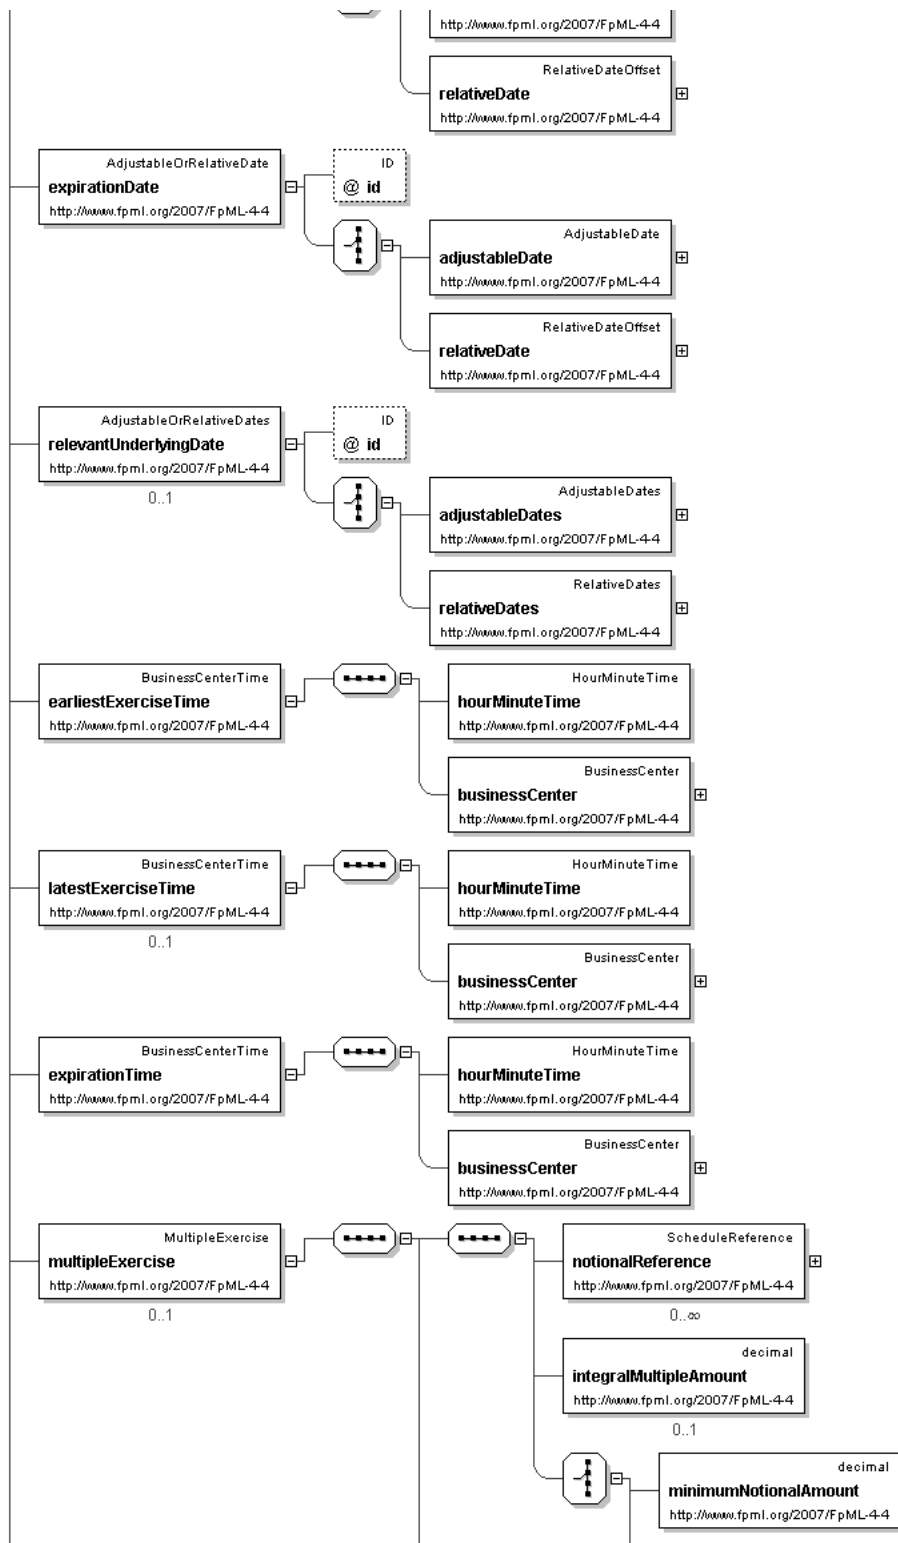 http://www.fpml.org/2007/FpML-4-4
RelativeDateOffset
relativeDate
http://www.fpml.org/2007/FpML-4-4
AdjustableOrRelativeDate
expirationDate
http://www.fpml.org/2007/FpML-4-4
ID
@ id
AdjustableDate
adjustableDate
http://www.fpml.org/2007/FpML-4-4
RelativeDateOffset
relativeDate
http://www.fpml.org/2007/FpML-4-4
AdjustableOrRelativeDates
relevantUnderlyingDate
http://www.fpml.org/2007/FpML-4-4
0..1
ID
@ id
AdjustableDates
adjustableDates
http://www.fpml.org/2007/FpML-4-4
RelativeDates
relativeDates
http://www.fpml.org/2007/FpML-4-4
BusinessCenterTime
earliestExerciseTime
http://www.fpml.org/2007/FpML-4-4
HourMinuteTime
hourMinuteTime
http://www.fpml.org/2007/FpML-4-4
BusinessCenter
businessCenter
http://www.fpml.org/2007/FpML-4-4
BusinessCenterTime
latestExerciseTime
http://www.fpml.org/2007/FpML-4-4
0..1
HourMinuteTime
hourMinuteTime
http://www.fpml.org/2007/FpML-4-4
BusinessCenter
businessCenter
http://www.fpml.org/2007/FpML-4-4
BusinessCenterTime
expirationTime
http://www.fpml.org/2007/FpML-4-4
HourMinuteTime
hourMinuteTime
http://www.fpml.org/2007/FpML-4-4
BusinessCenter
businessCenter
http://www.fpml.org/2007/FpML-4-4
MultipleExercise
multipleExercise
http://www.fpml.org/2007/FpML-4-4
0..1
ScheduleReference
notionalReference
http://www.fpml.org/2007/FpML-4-4
0..∞
decimal
integralMultipleAmount
http://www.fpml.org/2007/FpML-4-4
0..1
decimal
minimumNotionalAmount
http://www.fpml.org/2007/FpML-4-4